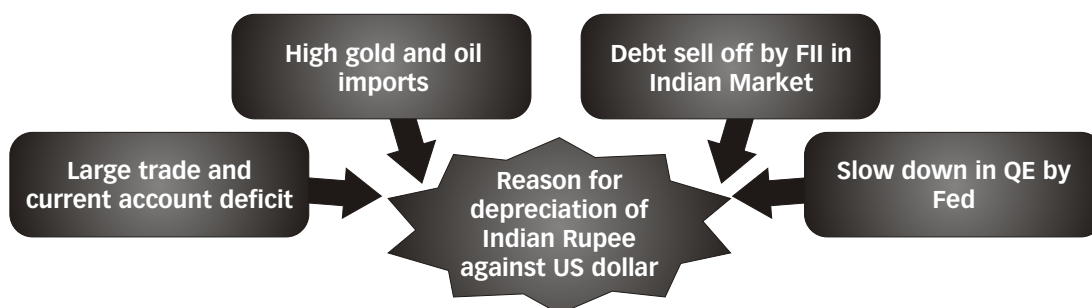 High gold and oil
imports
Debt sell off by FII in
Indian Market
Large trade and
current account deficit
Reason for
depreciation of
Indian Rupee
against US dollar
Slow down in QE by
Fed